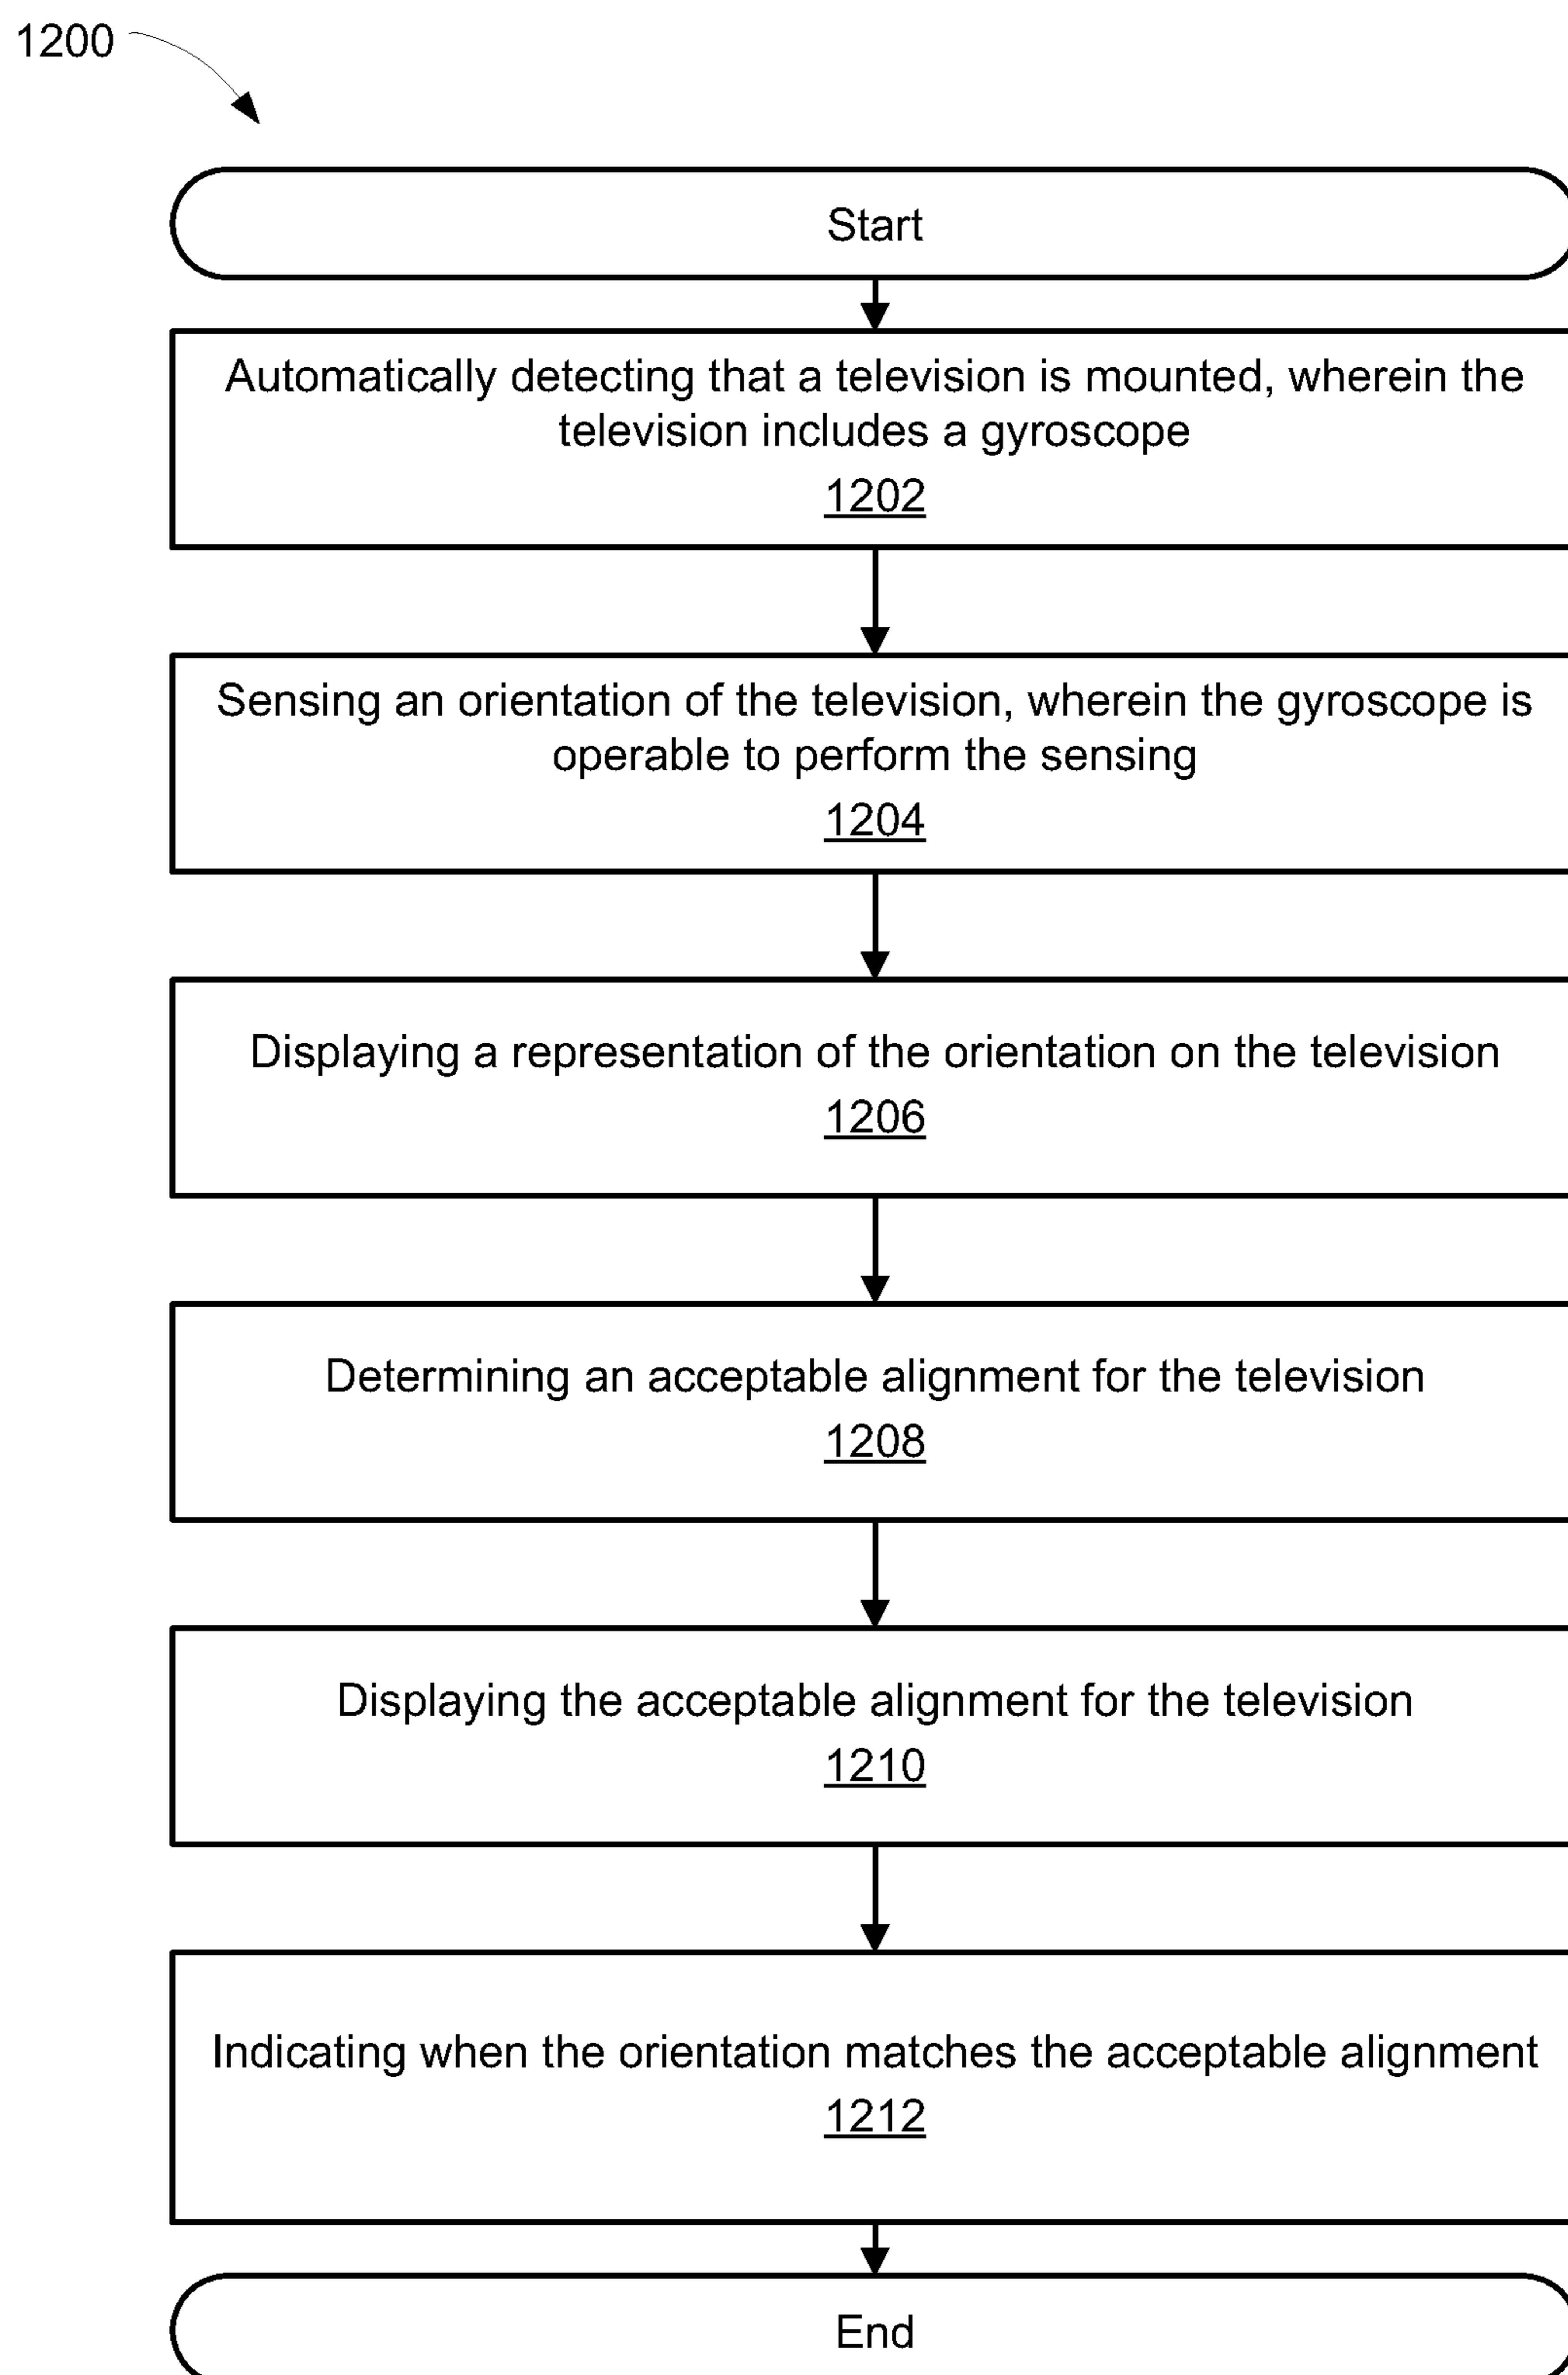 1200
Start
Automatically detecting that a television is mounted, wherein the
television includes a gyroscope
1202
Sensing an orientation of the television, wherein the gyroscope is
operable to perform the sensing
1204
Displaying a representation of the orientation on the television
1206
Determining an acceptable alignment for the television
1208
Displaying the acceptable alignment for the television
1210
Indicating when the orientation matches the acceptable alignment
1212
End